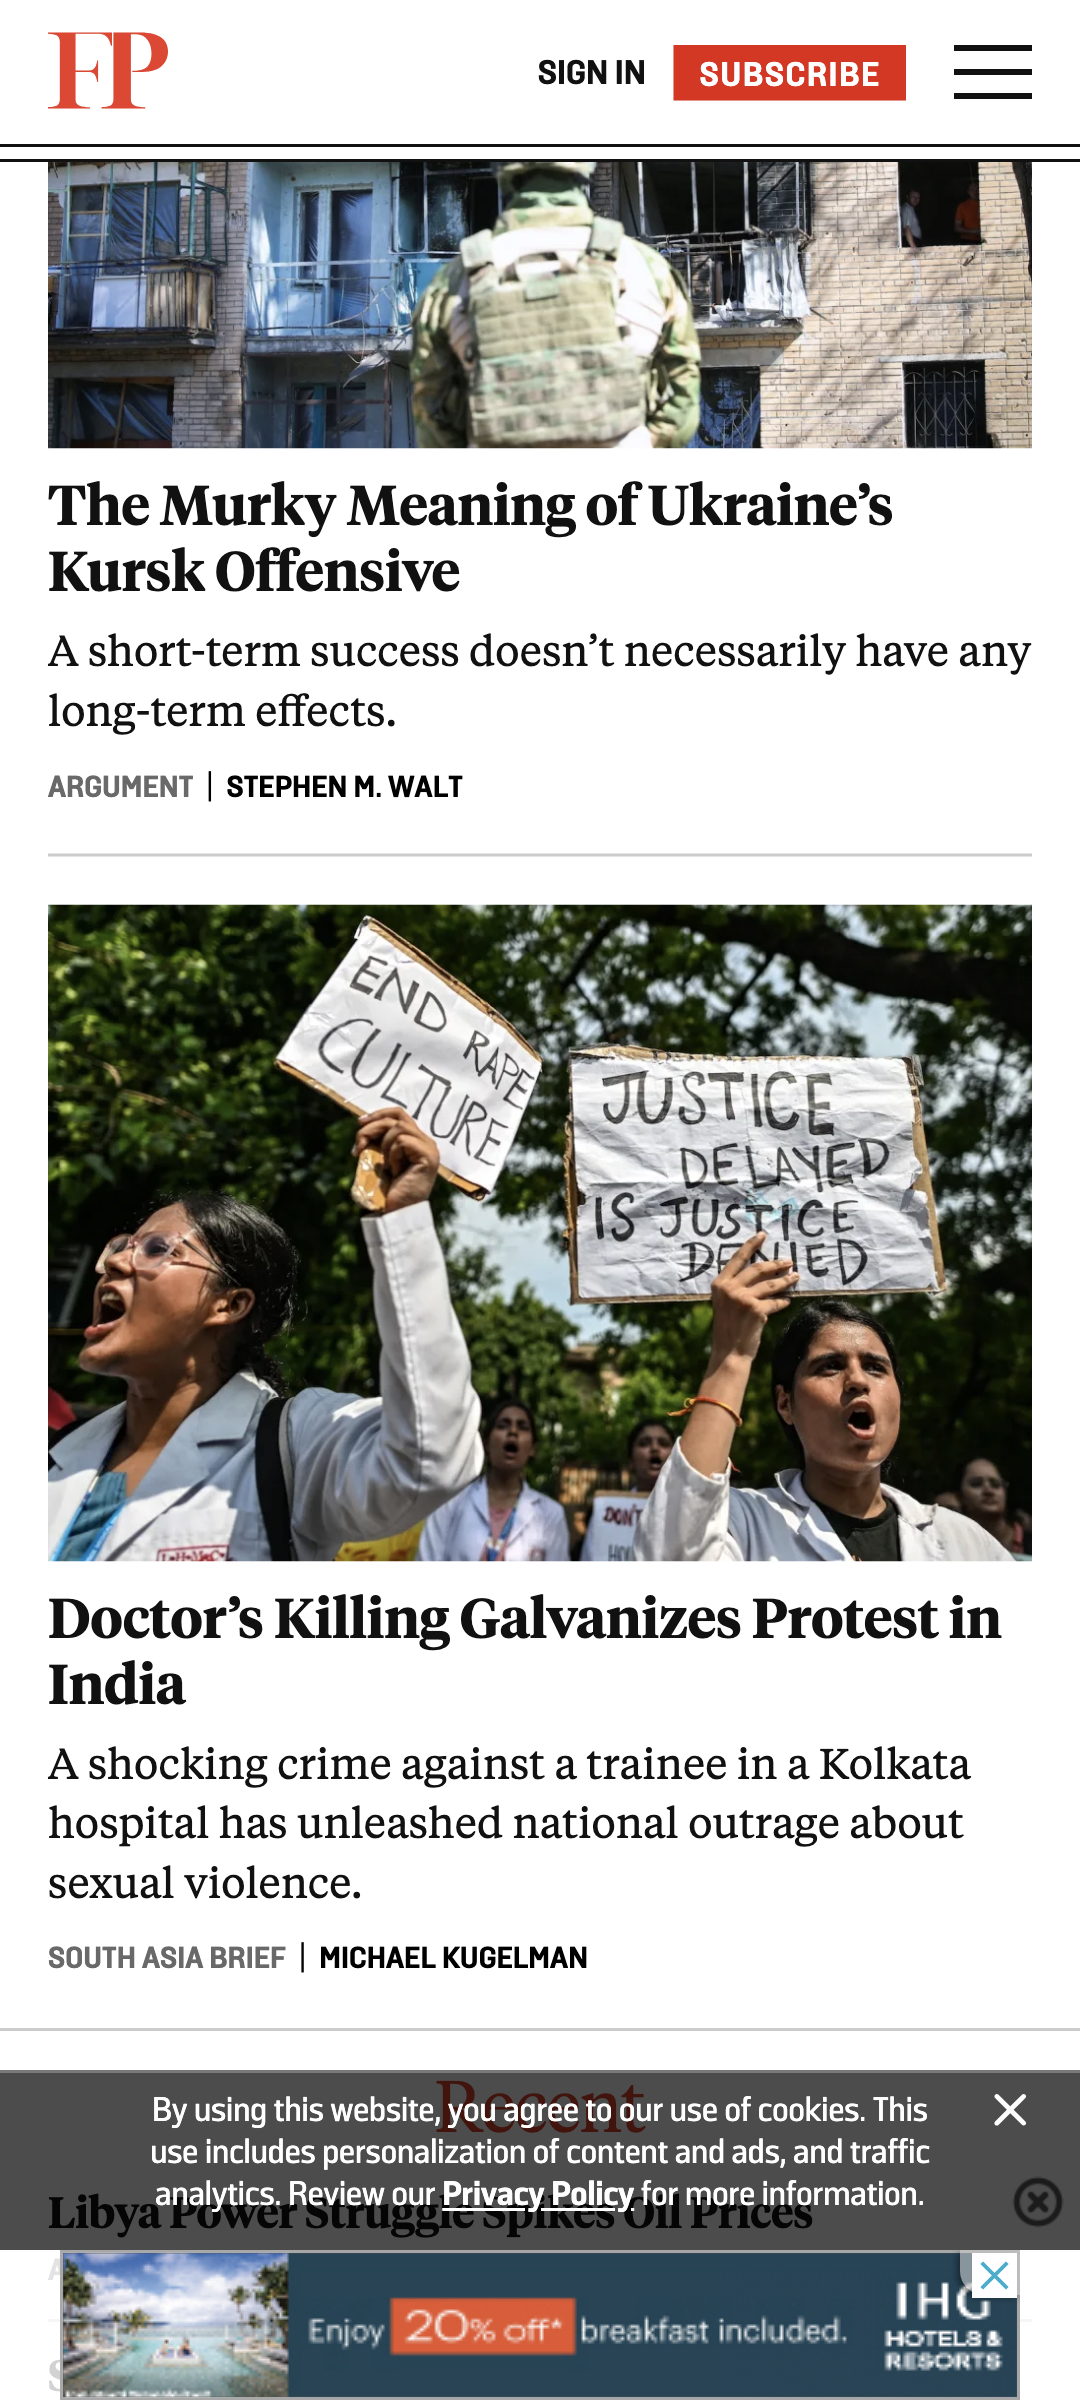 FP
SIGN IN
SUBSCRIBE
The Murky Meaning of Ukraine’s
Kursk Offensive
A short-term success doesn’t necessarily have any
long-term effects.
ARGUMENT | STEPHEN M. WALT
END RAPE
CULTURE
JUSTICE
DELAYED
IS JUSTICE
DENIED
DON'T
Doctor’s Killing Galvanizes Protest in
India
A shocking crime against a trainee in a Kolkata
hospital has unleashed national outrage about
sexual violence.
SOUTH ASIA BRIEF | MICHAEL KUGELMAN
Recent
By using this website, you agree to our use of cookies. This
use includes personalization of content and ads, and traffic
analytics. Review our Privacy Policy for more information.
Libya Power Struggle Spikes Oil Prices
Enjoy 20% off* breakfast included.
IHG
HOTELS &
RESORTS